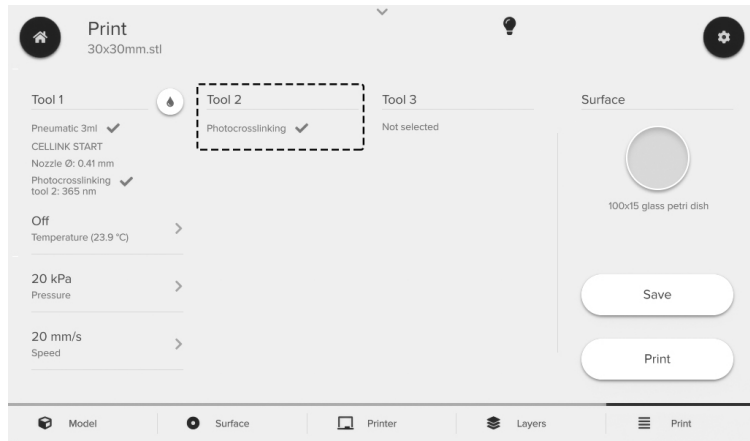 Print
30x30mm.stl
Tool 1
Pneumatic 3ml
CELLINK START
Nozzle Ø: 0.41 mm
Photocrosslinking
tool 2: 365 nm
Off
Temperature (23.9 °C)
20 kPa
Pressure
20 mm/s
Speed
Tool 2
Photocrosslinking
Tool 3
Not selected
Surface
100x15 glass petri dish
Save
Print
Model
Surface
Printer
Layers
Print